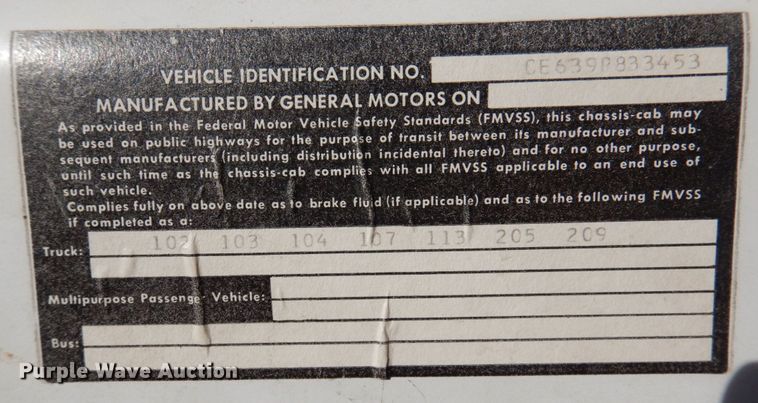 VEHICLE IDENTIFICATION NO. CE639P833453
MANUFACTURED BY GENERAL MOTORS ON
As provided in the Federal Motor Vehicle Safety Standards (FMVSS), this chassis-cab may
be used on public highways for the purpose of transit between its manufacturer and sub-
sequent manufacturers (including distribution incidental thereto) and for no other purpose,
until such time as the chassis-cab complies with all FMVSS applicable to an end use of
such vehicle.
Complies fully on above date as to brake fluid (if applicable) and as to the following FMVSS
if completed as a:
Truck: 102 103 104 107 113 205 209
Multipurpose Passenger Vehicle:
Bus:
Purple Wave Auction